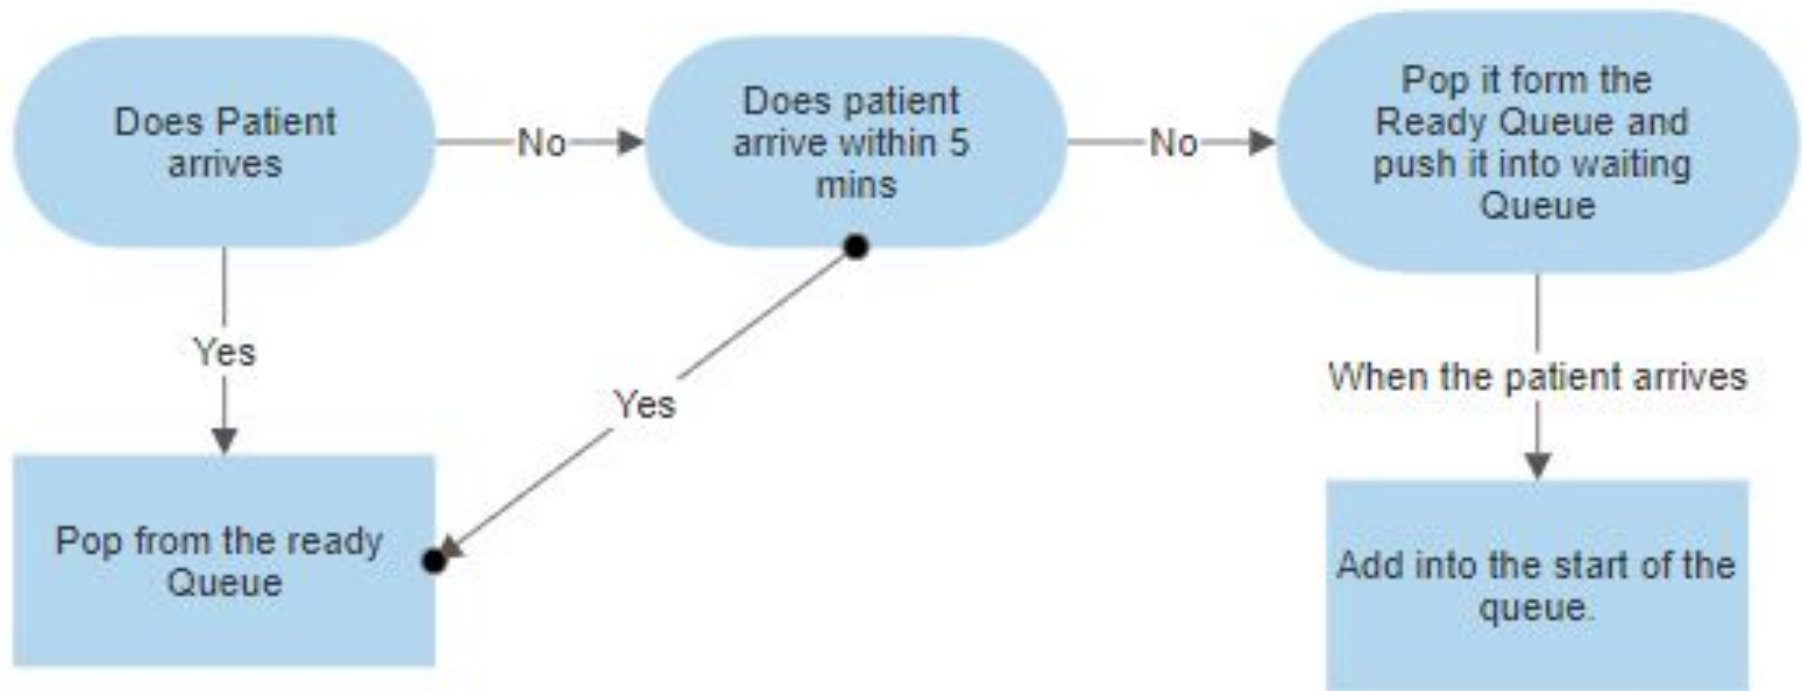 Does Patient
arrives
No
Does patient
arrive within 5
mins
No
Pop it form the
Ready Queue and
push it into waiting
Queue
Yes
Yes
When the patient arrives
Pop from the ready
Queue
Add into the start of the
queue.